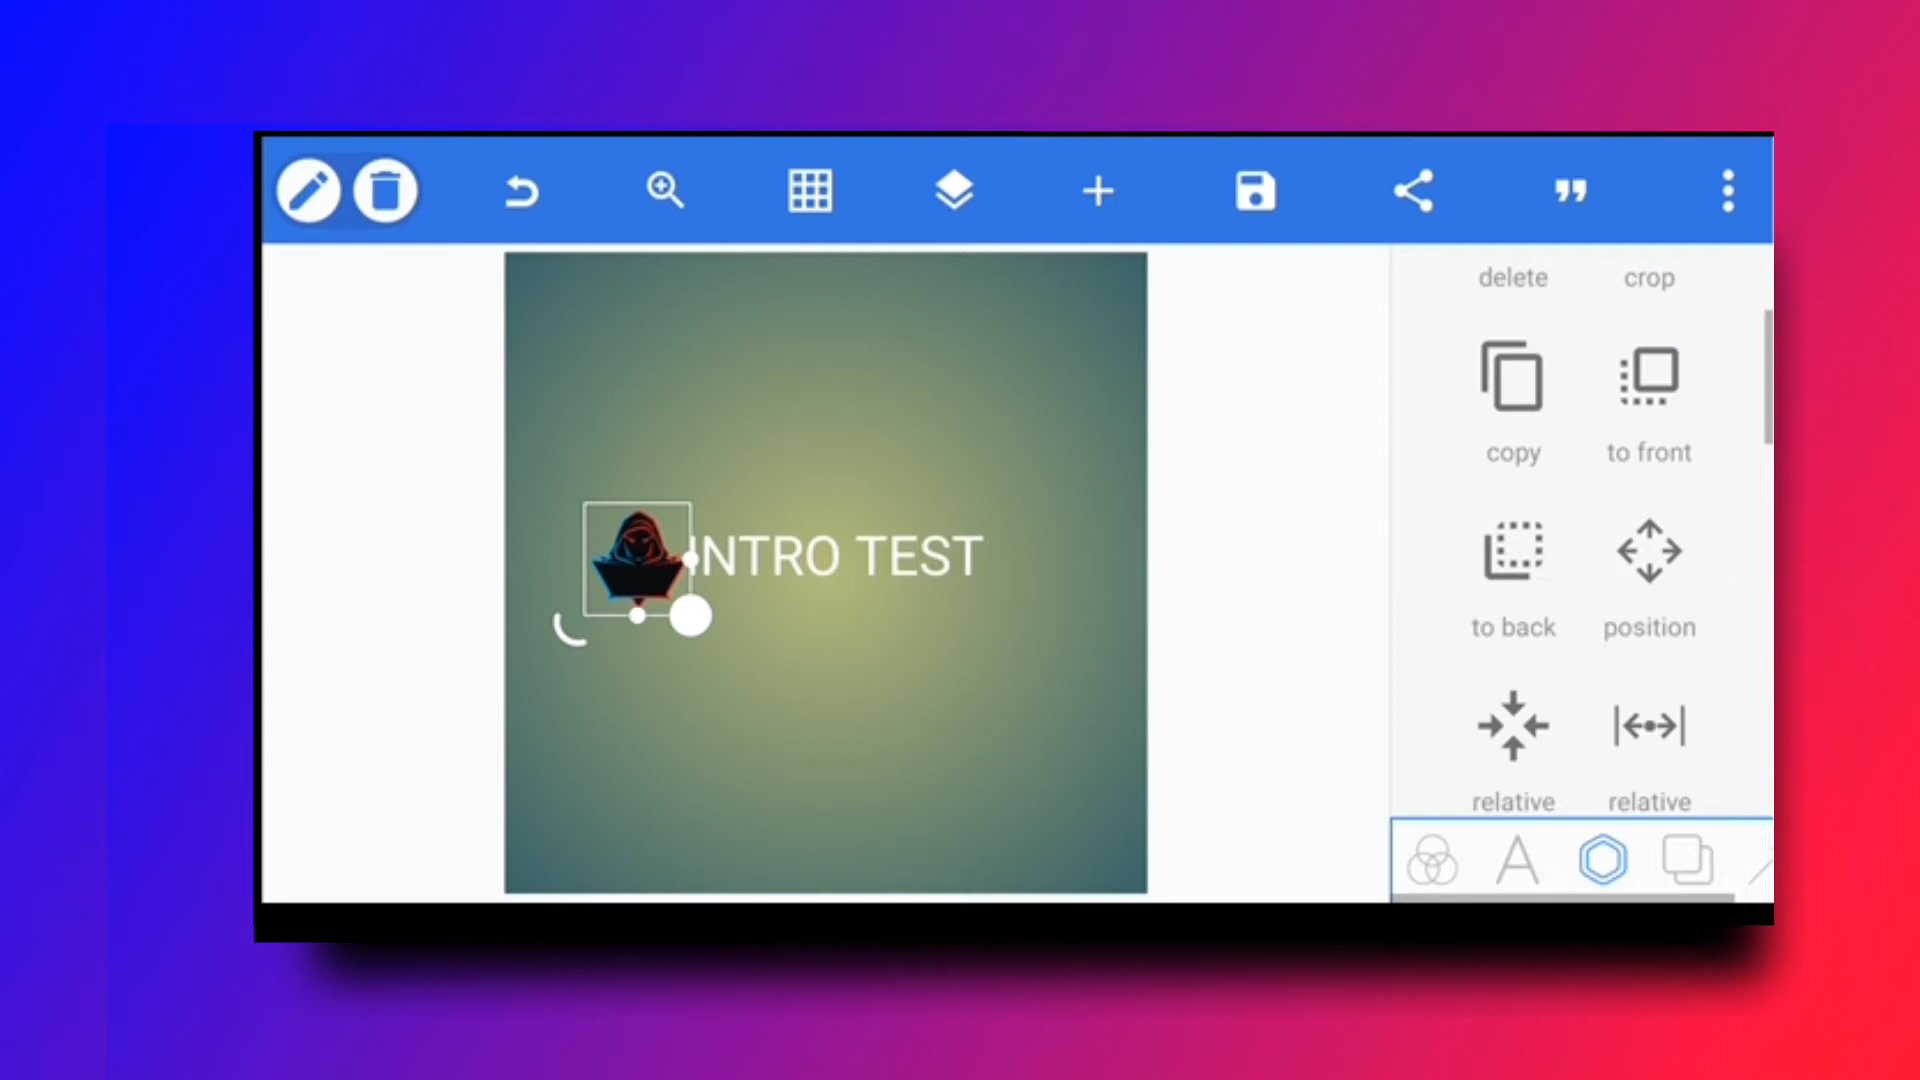 delete crop
copy to front
INTRO TEST
to back position
relative relative